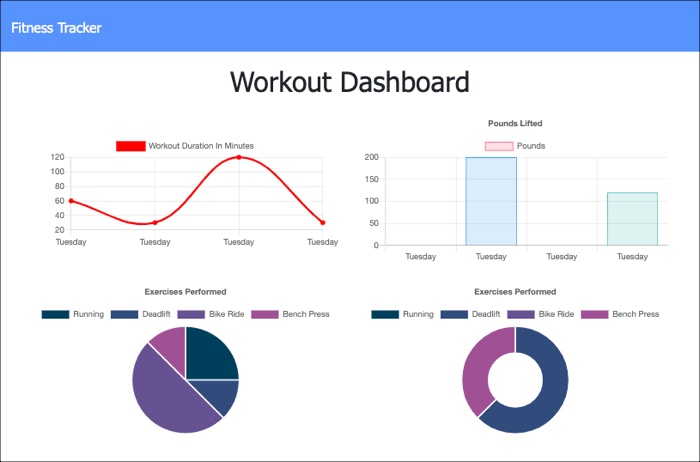 Fitness Tracker
Workout Dashboard
Workout Duration In Minutes
120
100
80
60
40
20
Tuesday Tuesday Tuesday Tuesday
Pounds Lifted
Pounds
200
150
100
50
0
Tuesday Tuesday Tuesday Tuesday
Exercises Performed
Running Deadlift Bike Ride Bench Press
Exercises Performed
Running Deadlift Bike Ride Bench Press